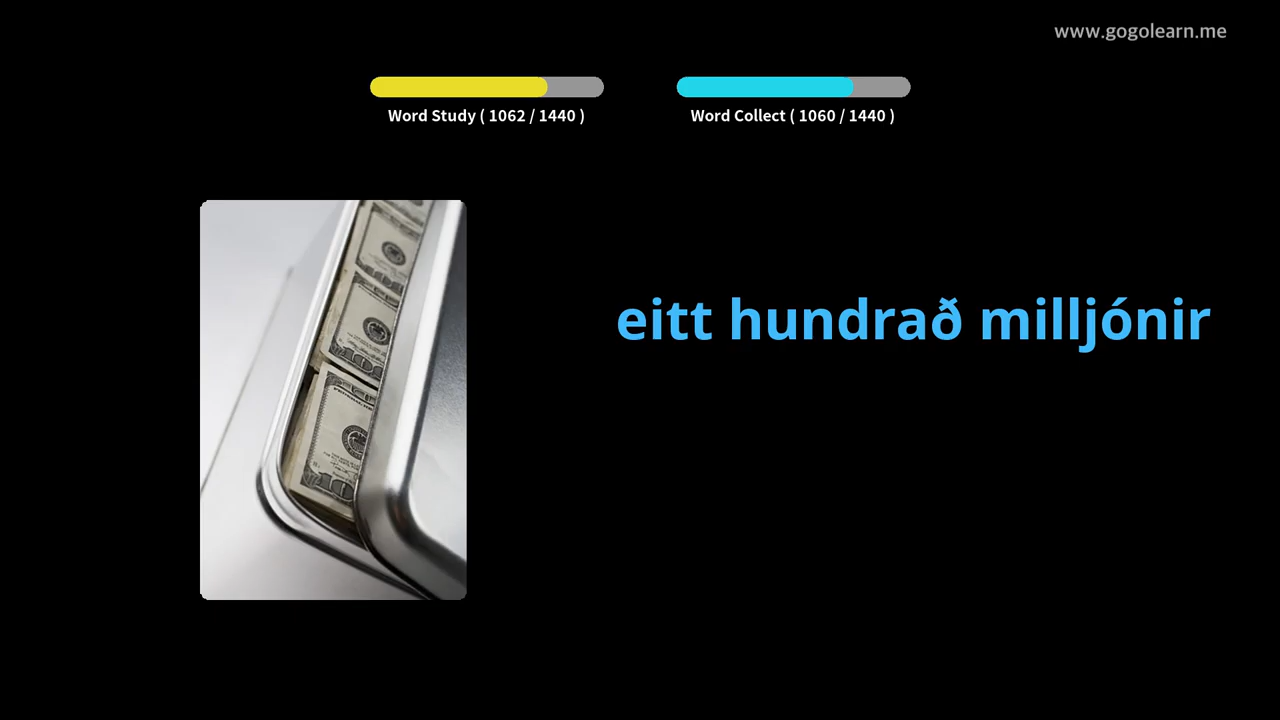 www.gogolearn.me
Word Study ( 1062 / 1440 )
Word Collect ( 1060 / 1440 )
eitt hundrað milljónir